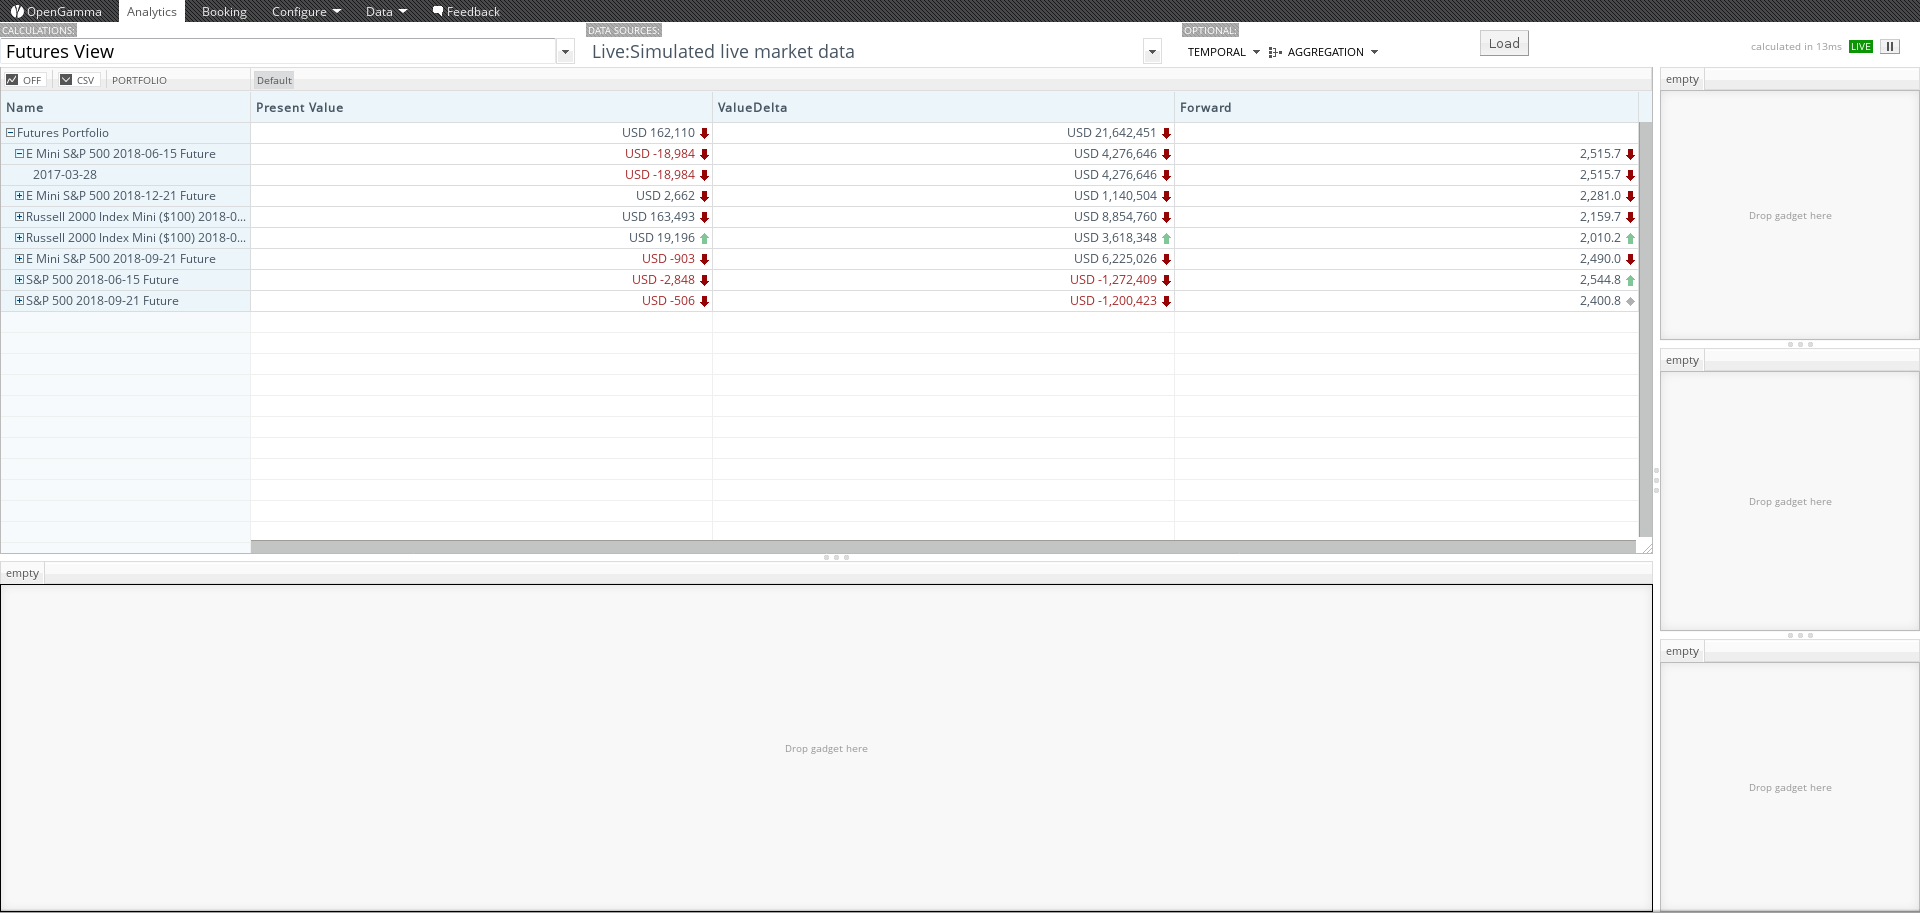 OpenGamma Analytics Booking Configure Data Feedback
CALCULATIONS: DATA SOURCES: OPTIONAL:
Futures View Live:Simulated live market data TEMPORAL AGGREGATION Load calculated in 13ms LIVE
OFF CSV PORTFOLIO Default empty
Name Present Value ValueDelta Forward
Futures Portfolio USD 162,110 USD 21,642,451
E Mini S&P 500 2018-06-15 Future USD -18,984 USD 4,276,646 2,515.7
2017-03-28 USD -18,984 USD 4,276,646 2,515.7
E Mini S&P 500 2018-12-21 Future USD 2,662 USD 1,140,504 2,281.0
Russell 2000 Index Mini ($100) 2018-0... USD 163,493 USD 8,854,760 2,159.7
Russell 2000 Index Mini ($100) 2018-0... USD 19,196 USD 3,618,348 2,010.2
E Mini S&P 500 2018-09-21 Future USD -903 USD 6,225,026 2,490.0
S&P 500 2018-06-15 Future USD -2,848 USD -1,272,409 2,544.8
S&P 500 2018-09-21 Future USD -506 USD -1,200,423 2,400.8
Drop gadget here
empty
Drop gadget here
empty
Drop gadget here
empty
Drop gadget here